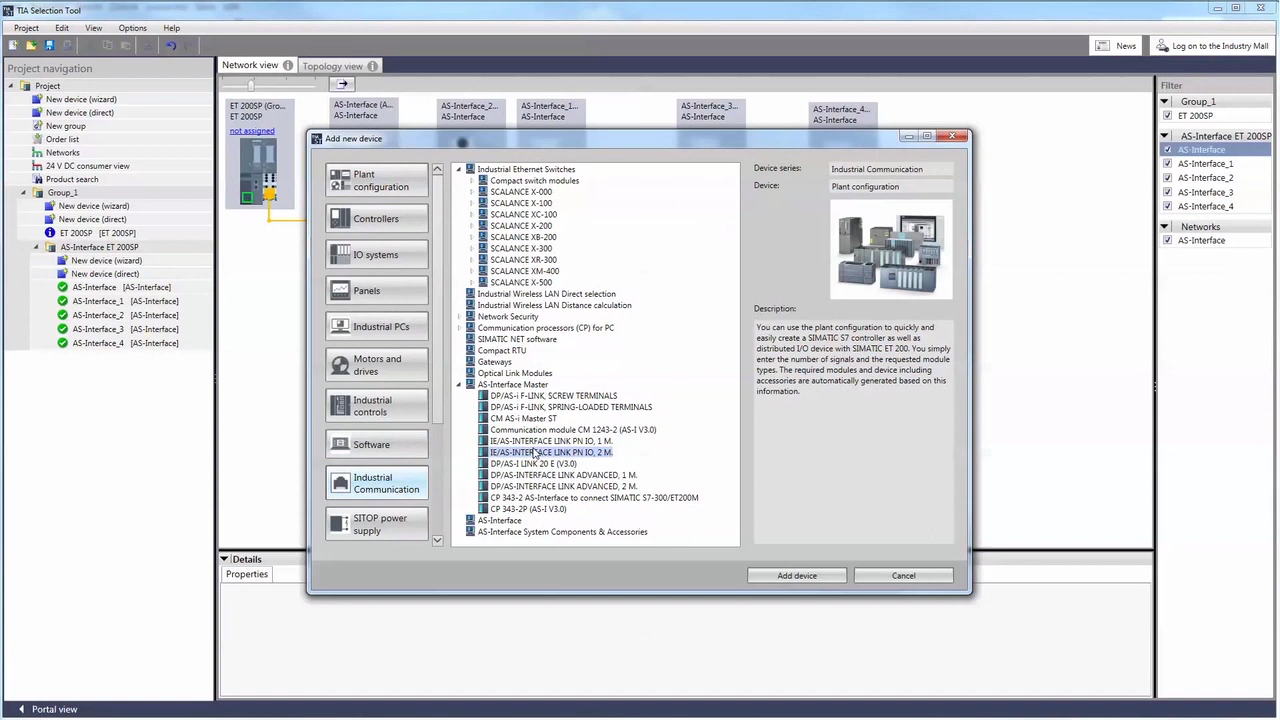 TIA Selection Tool
Project Edit View Options Help
News
Log on to the Industry Mall
Project navigation
Project
New device (wizard)
New device (direct)
New group
Order list
Networks
24 V DC consumer view
Product search
Group_1
New device (wizard)
New device (direct)
ET 200SP [ET 200SP]
AS-Interface ET 200SP
New device (wizard)
New device (direct)
AS-Interface [AS-Interface]
AS-Interface_1 [AS-Interface]
AS-Interface_2 [AS-Interface]
AS-Interface_3 [AS-Interface]
AS-Interface_4 [AS-Interface]
Portal view
Network view
Topology view
ET 200SP (Gro...
ET 200SP
not assigned
AS-Interface (A...
AS-Interface
AS-Interface_2...
AS-Interface
AS-Interface_1...
AS-Interface
AS-Interface_3...
AS-Interface
AS-Interface_4...
AS-Interface
Add new device
Plant
configuration
Controllers
IO systems
Panels
Industrial PCs
Motors and
drives
Industrial
controls
Software
Industrial
Communication
SITOP power
supply
Industrial Ethernet Switches
Compact switch modules
SCALANCE X-000
SCALANCE X-100
SCALANCE XC-100
SCALANCE X-200
SCALANCE XB-200
SCALANCE X-300
SCALANCE XR-300
SCALANCE XM-400
SCALANCE X-500
Industrial Wireless LAN Direct selection
Industrial Wireless LAN Distance calculation
Network Security
Communication processors (CP) for PC
SIMATIC NET software
Compact RTU
Gateways
Optical Link Modules
AS-Interface Master
DP/AS-i F-LINK, SCREW TERMINALS
DP/AS-i F-LINK, SPRING-LOADED TERMINALS
CM AS-i Master ST
Communication module CM 1243-2 (AS-I V3.0)
IE/AS-INTERFACE LINK PN IO, 1 M.
IE/AS-INTERFACE LINK PN IO, 2 M.
DP/AS-I LINK 20 E (V3.0)
DP/AS-INTERFACE LINK ADVANCED, 1 M.
DP/AS-INTERFACE LINK ADVANCED, 2 M.
CP 343-2 AS-Interface to connect SIMATIC S7-300/ET200M
CP 343-2P (AS-I V3.0)
AS-Interface
AS-Interface System Components & Accessories
Device series: Industrial Communication
Device: Plant configuration
Description:
You can use the plant configuration to quickly and
easily create a SIMATIC S7 controller as well as
distributed I/O device with SIMATIC ET 200. You simply
enter the number of signals and the requested module
types. The required modules and device including
accessories are automatically generated based on this
information.
Add device
Cancel
Details
Properties
Filter
Group_1
ET 200SP
AS-Interface ET 200SP
AS-Interface
AS-Interface_1
AS-Interface_2
AS-Interface_3
AS-Interface_4
Networks
AS-Interface